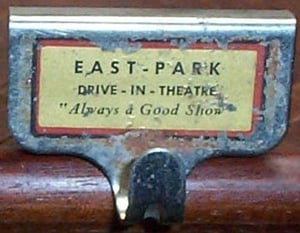 EAST-PARK
DRIVE-IN-THEATRE
"Always a Good Show"